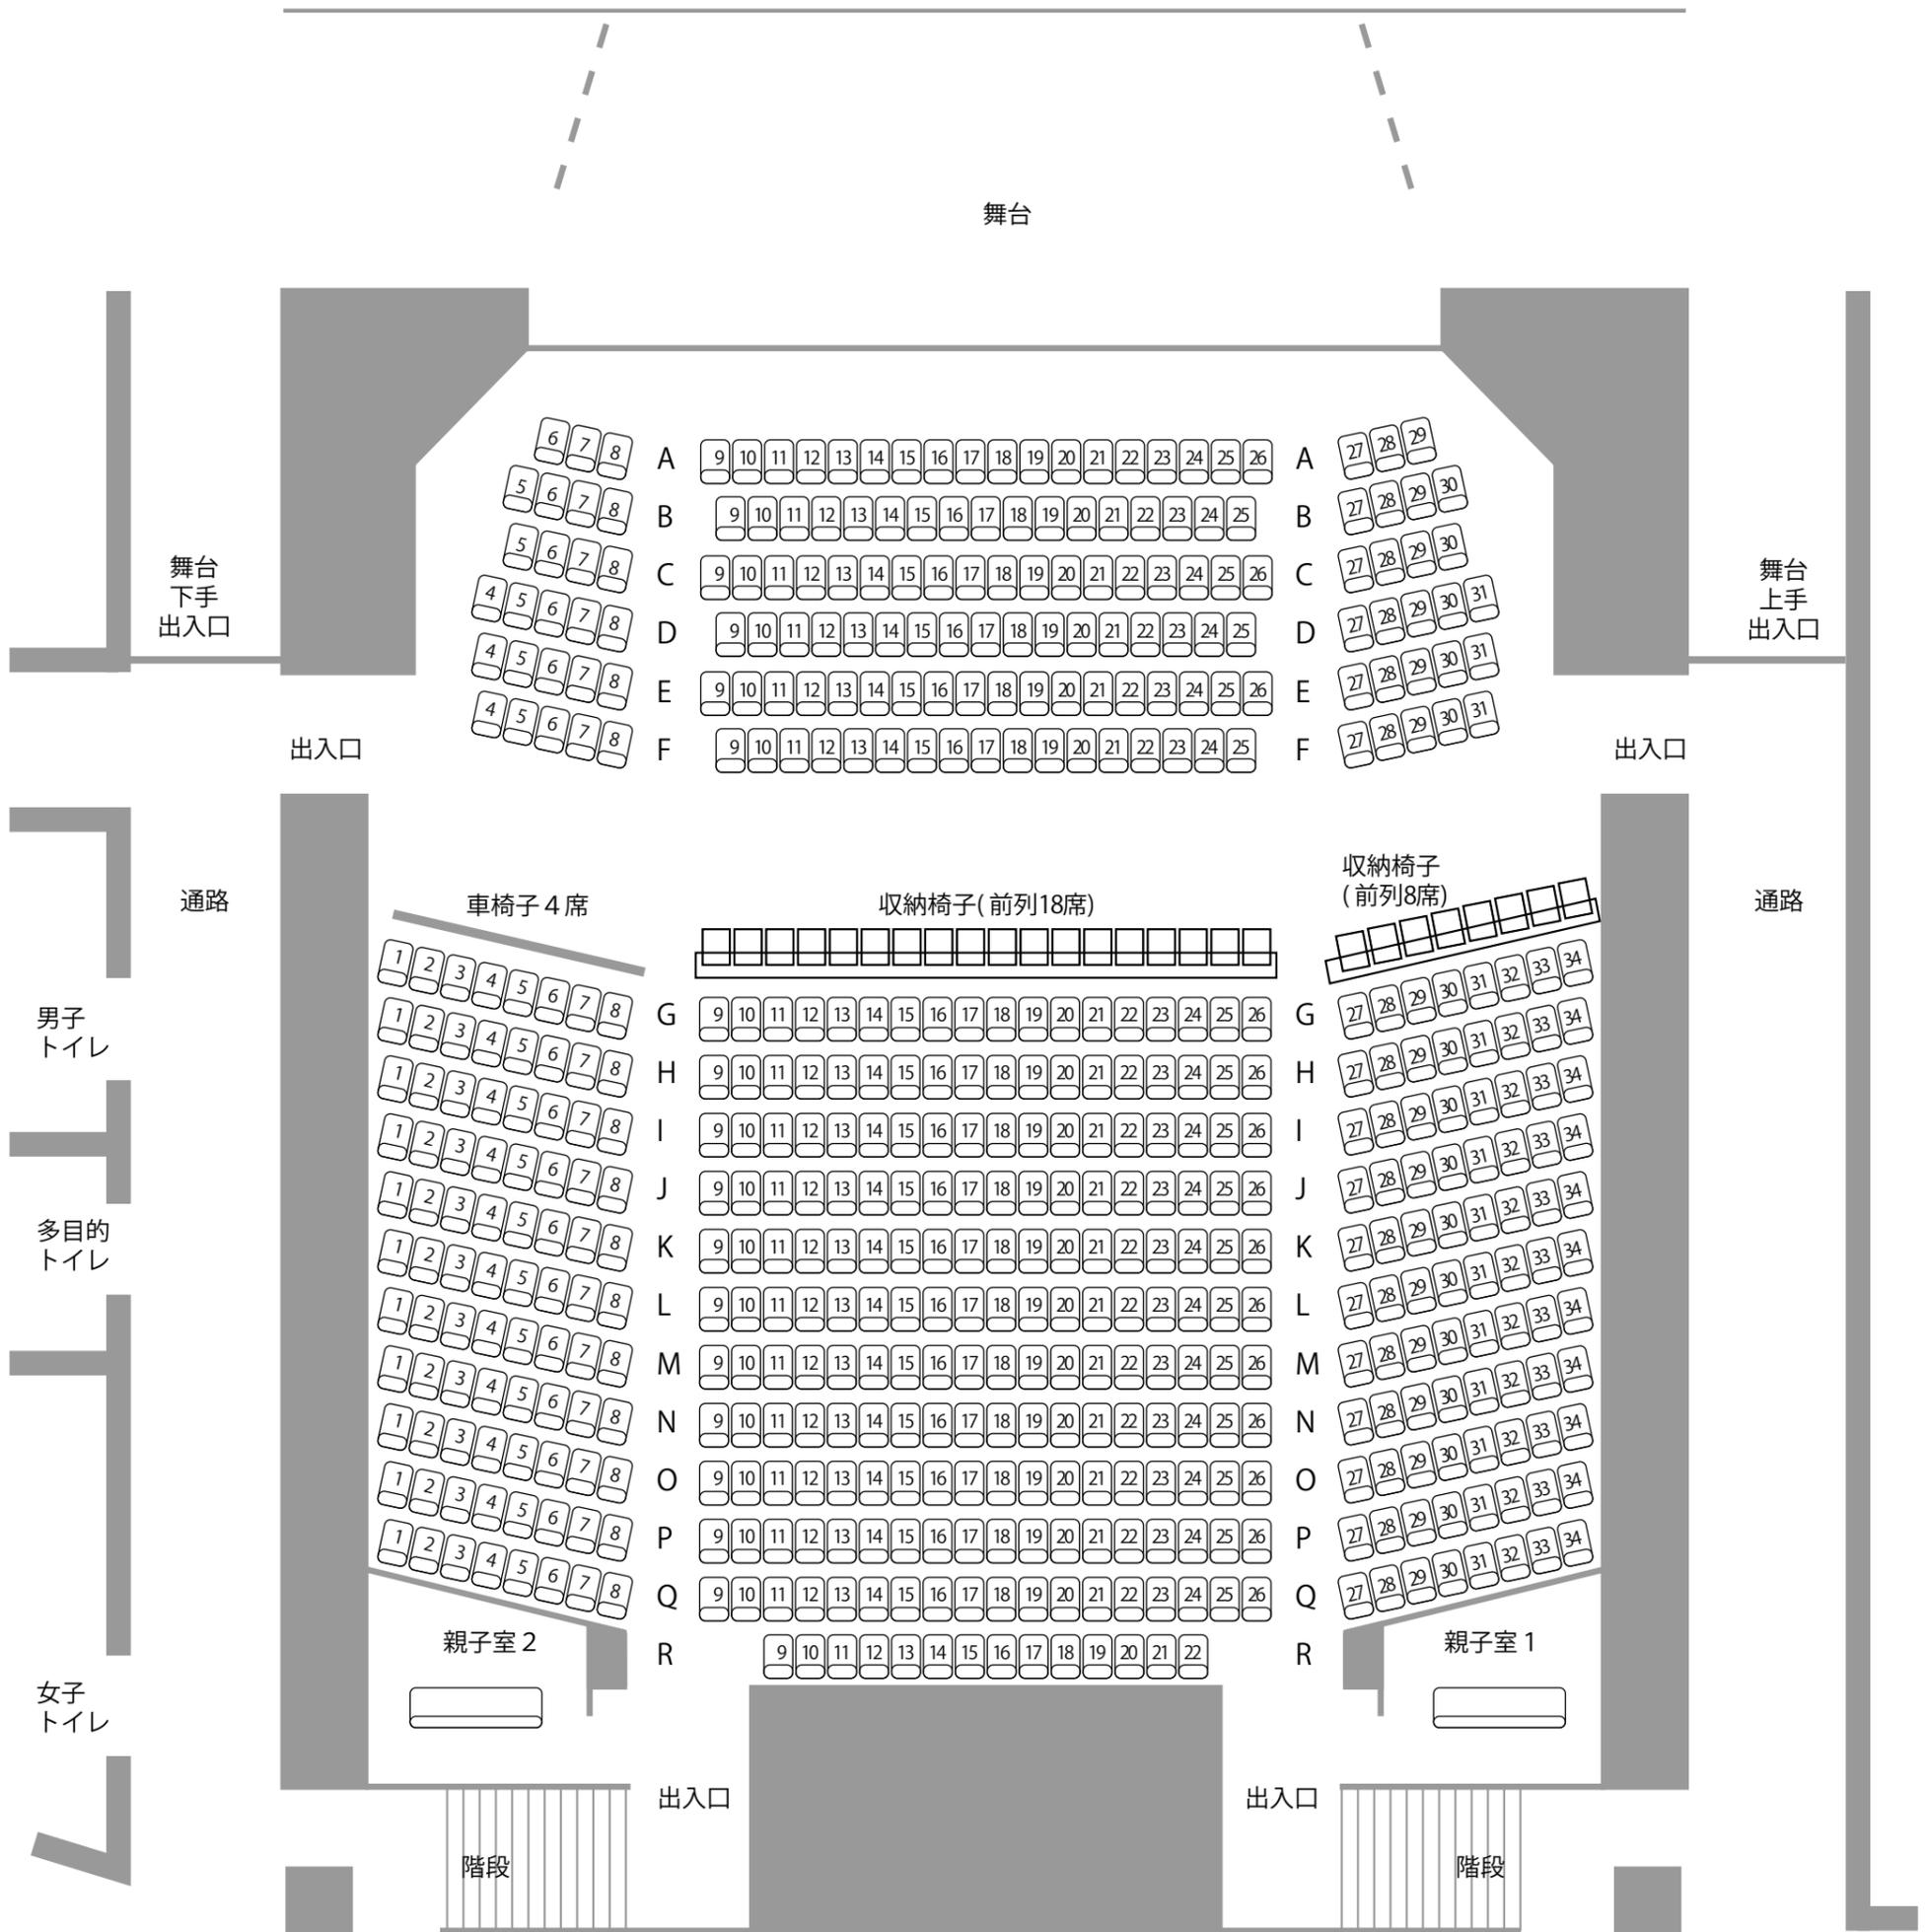 舞台
6 7 8 A 9 10 11 12 13 14 15 16 17 18 19 20 21 22 23 24 25 26 A 27 28 29
5 6 7 8 B 9 10 11 12 13 14 15 16 17 18 19 20 21 22 23 24 25 B 27 28 29 30
5 6 7 8 C 9 10 11 12 13 14 15 16 17 18 19 20 21 22 23 24 25 26 C 27 28 29 30
舞台
下手
出入口
舞台
上手
出入口
4 5 6 7 8 D 9 10 11 12 13 14 15 16 17 18 19 20 21 22 23 24 25 D 27 28 29 30 31
4 5 6 7 8 E 9 10 11 12 13 14 15 16 17 18 19 20 21 22 23 24 25 26 E 27 28 29 30 31
4 5 6 7 8 F 9 10 11 12 13 14 15 16 17 18 19 20 21 22 23 24 25 F 27 28 29 30 31
出入口
出入口
通路
車椅子４席
収納椅子(前列18席)
収納椅子
(前列8席)
通路
1 2 3 4 5 6 7 8 G 9 10 11 12 13 14 15 16 17 18 19 20 21 22 23 24 25 26 G 27 28 29 30 31 32 33 34
男子
トイレ
1 2 3 4 5 6 7 8 H 9 10 11 12 13 14 15 16 17 18 19 20 21 22 23 24 25 26 H 27 28 29 30 31 32 33 34
1 2 3 4 5 6 7 8 I 9 10 11 12 13 14 15 16 17 18 19 20 21 22 23 24 25 26 I 27 28 29 30 31 32 33 34
1 2 3 4 5 6 7 8 J 9 10 11 12 13 14 15 16 17 18 19 20 21 22 23 24 25 26 J 27 28 29 30 31 32 33 34
多目的
トイレ
1 2 3 4 5 6 7 8 K 9 10 11 12 13 14 15 16 17 18 19 20 21 22 23 24 25 26 K 27 28 29 30 31 32 33 34
1 2 3 4 5 6 7 8 L 9 10 11 12 13 14 15 16 17 18 19 20 21 22 23 24 25 26 L 27 28 29 30 31 32 33 34
1 2 3 4 5 6 7 8 M 9 10 11 12 13 14 15 16 17 18 19 20 21 22 23 24 25 26 M 27 28 29 30 31 32 33 34
1 2 3 4 5 6 7 8 N 9 10 11 12 13 14 15 16 17 18 19 20 21 22 23 24 25 26 N 27 28 29 30 31 32 33 34
1 2 3 4 5 6 7 8 O 9 10 11 12 13 14 15 16 17 18 19 20 21 22 23 24 25 26 O 27 28 29 30 31 32 33 34
1 2 3 4 5 6 7 8 P 9 10 11 12 13 14 15 16 17 18 19 20 21 22 23 24 25 26 P 27 28 29 30 31 32 33 34
1 2 3 4 5 6 7 8 Q 9 10 11 12 13 14 15 16 17 18 19 20 21 22 23 24 25 26 Q 27 28 29 30 31 32 33 34
親子室２
R 9 10 11 12 13 14 15 16 17 18 19 20 21 22 R
親子室１
女子
トイレ
出入口
出入口
階段
階段